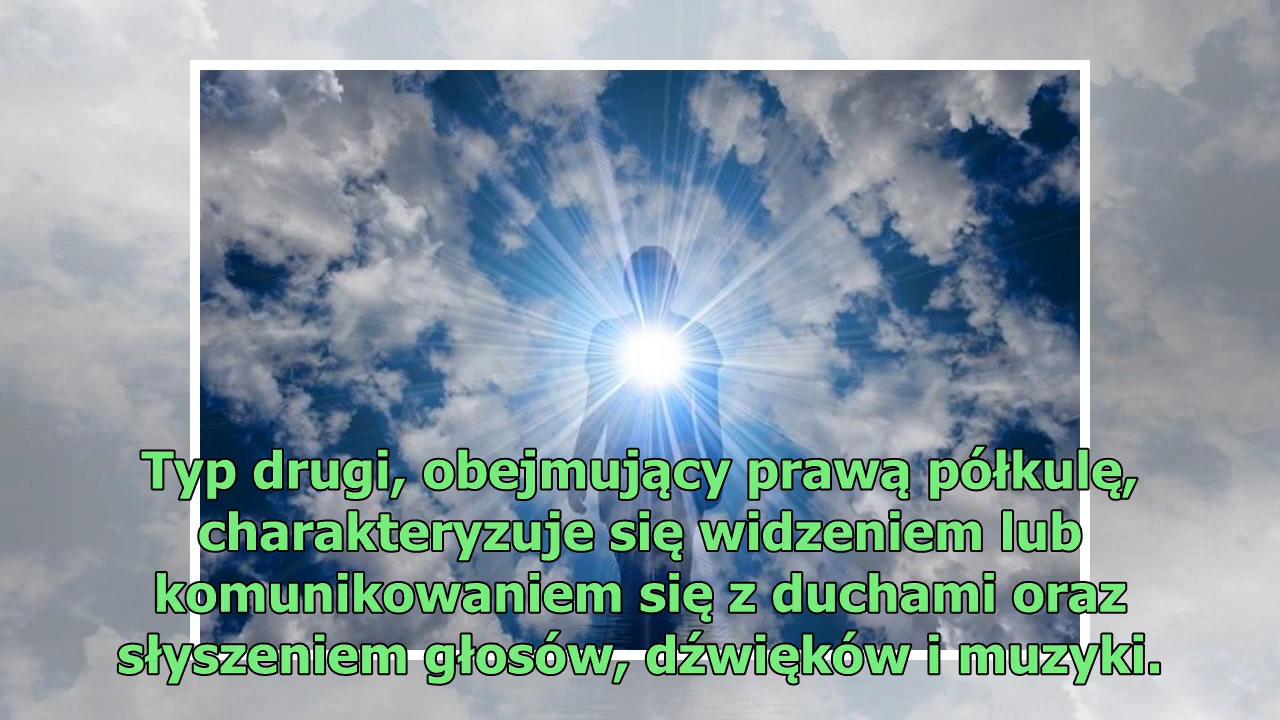 Typ drugi, obejmujący prawą półkulę,
charakteryzuje się widzeniem lub
komunikowaniem się z duchami oraz
słyszeniem głosów, dźwięków i muzyki.